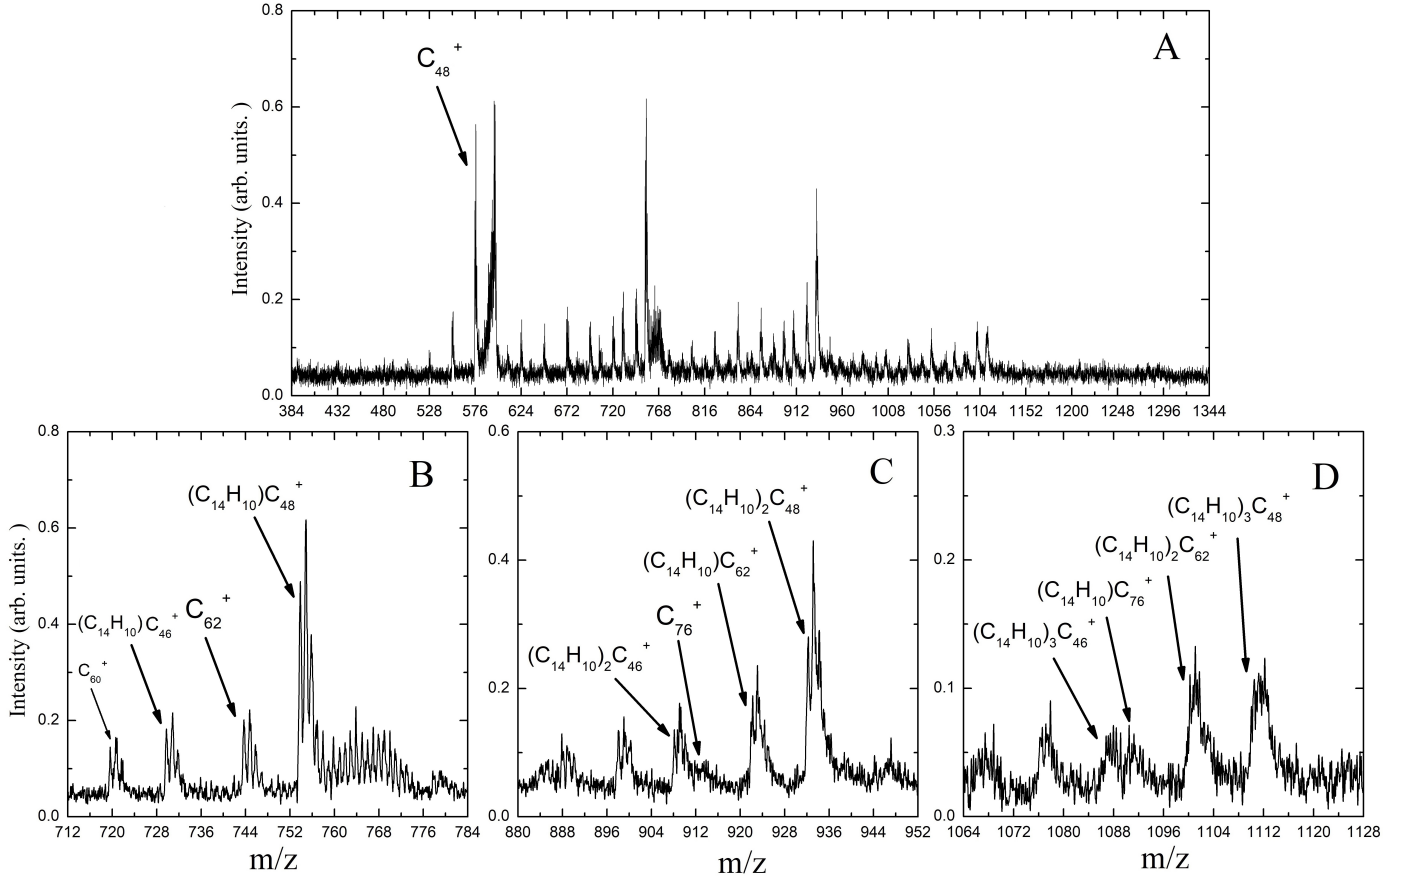 0.8
A
C48+
0.6
0.4
0.2
0.0
Intensity (arb. units. )
384 432 480 528 576 624 672 720 768 816 864 912 960 1008 1056 1104 1152 1200 1248 1296 1344
0.8
B
(C14H10)C48+
0.6
C62+
(C14H10) C46+
C60+
0.4
0.2
0.0
Intensity (arb. units. )
712 720 728 736 744 752 760 768 776 784
m/z
0.6
C
(C14H10)2C48+
(C14H10)C62+
C76+
(C14H10)2C46+
0.4
0.2
0.0
880 888 896 904 912 920 928 936 944 952
m/z
0.3
D
(C14H10)3C48+
(C14H10)2C62+
(C14H10)C76+
(C14H10)3C46+
0.2
0.1
0.0
1064 1072 1080 1088 1096 1104 1112 1120 1128
m/z